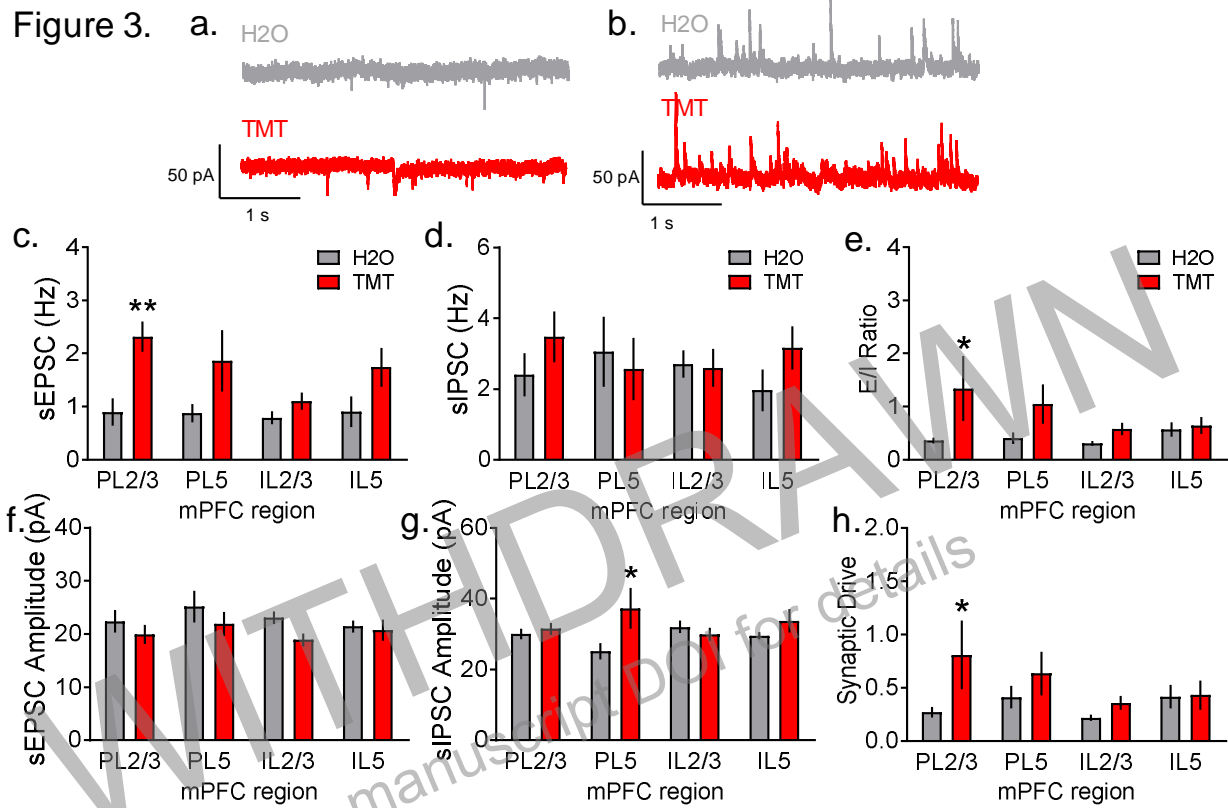 Figure 3.
a.
H2O
TMT
50 pA
1 s
b.
H2O
TMT
50 pA
1 s
c.
sEPSC (Hz)
4
3
2
1
0
H2O
TMT
**
PL2/3 PL5 IL2/3 IL5
mPFC region
d.
sIPSC (Hz)
6
4
2
0
H2O
TMT
PL2/3 PL5 IL2/3 IL5
mPFC region
e.
E/I Ratio
4
3
2
1
0
H2O
TMT
*
PL2/3 PL5 IL2/3 IL5
mPFC region
f.
sEPSC Amplitude (pA)
40
30
20
10
0
PL2/3 PL5 IL2/3 IL5
mPFC region
g.
sIPSC Amplitude (pA)
60
40
20
0
*
PL2/3 PL5 IL2/3 IL5
mPFC region
h.
Synaptic Drive
2.0
1.5
1.0
0.5
0.0
*
PL2/3 PL5 IL2/3 IL5
mPFC region
WITHDRAWN
manuscript DOI for details